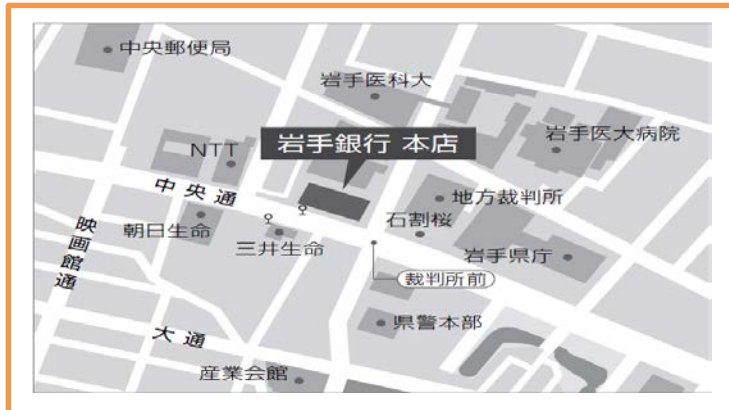 中央郵便局
岩手医科大
岩手医大病院
NTT
岩手銀行 本店
中央通
地方裁判所
石割桜
朝日生命
三井生命
岩手県庁
映画館通
裁判所前
県警本部
大通
産業会館